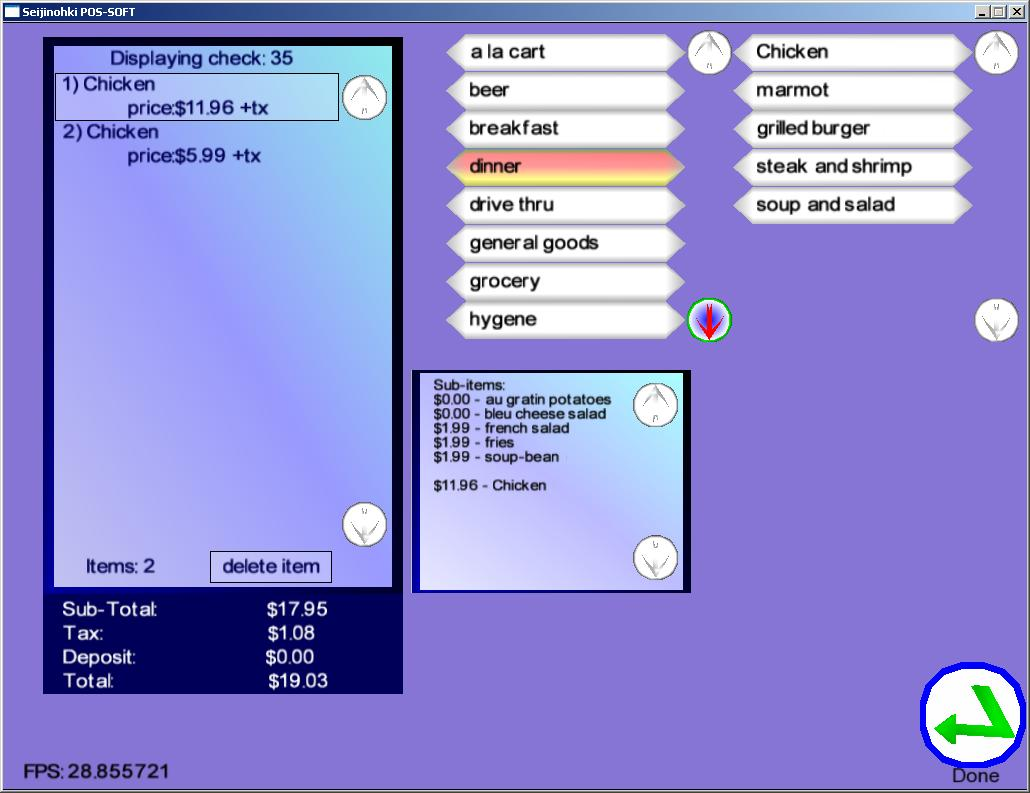 Seijinohki POS-SOFT
Displaying check: 35
1) Chicken
price:$11.96 +tx
2) Chicken
price:$5.99 +tx
Items: 2
delete item
Sub-Total: $17.95
Tax: $1.08
Deposit: $0.00
Total: $19.03
a la cart
beer
breakfast
dinner
drive thru
general goods
grocery
hygene
Chicken
marmot
grilled burger
steak and shrimp
soup and salad
Sub-items:
$0.00 - au gratin potatoes
$0.00 - bleu cheese salad
$1.99 - french salad
$1.99 - fries
$1.99 - soup-bean
$11.96 - Chicken
FPS: 28.855721
Done